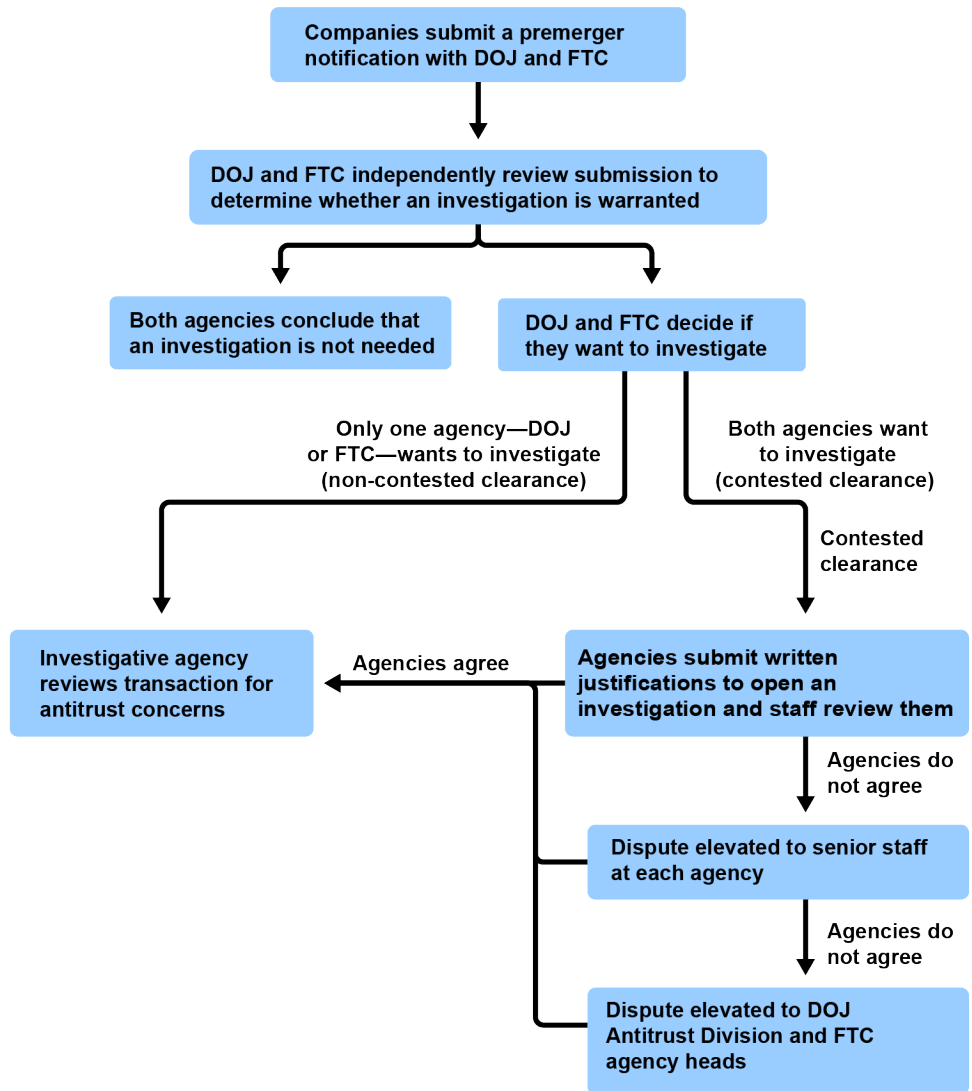 Companies submit a premerger
notification with DOJ and FTC
DOJ and FTC independently review submission to
determine whether an investigation is warranted
Both agencies conclude that
an investigation is not needed
DOJ and FTC decide if
they want to investigate
Only one agency—DOJ
or FTC—wants to investigate
(non-contested clearance)
Both agencies want
to investigate
(contested clearance)
Contested
clearance
Investigative agency
reviews transaction for
antitrust concerns
Agencies agree
Agencies submit written
justifications to open an
investigation and staff review them
Agencies do
not agree
Dispute elevated to senior staff
at each agency
Agencies do
not agree
Dispute elevated to DOJ
Antitrust Division and FTC
agency heads